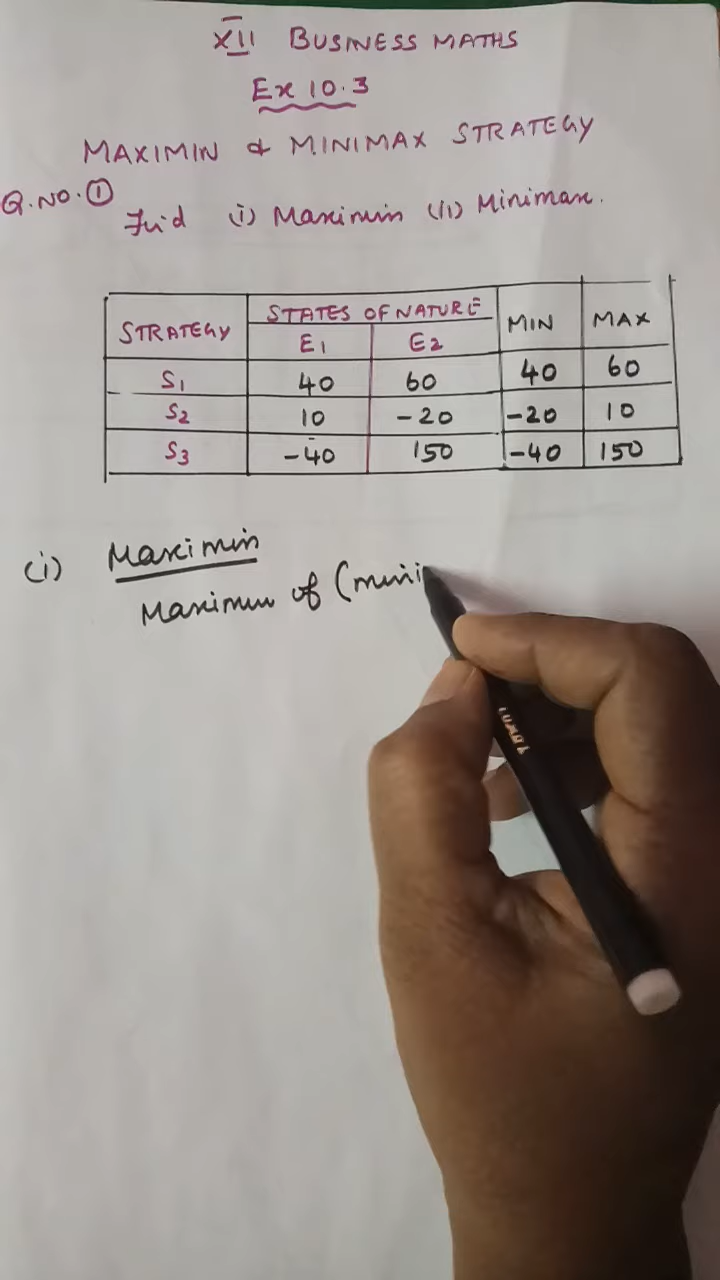 XII BUSINESS MATHS
Ex 10.3
MAXIMIN & MINIMAX STRATEGY
Q.NO. ①
Find (i) Maximin (ii) Minimax.
STRATEGY STATES OF NATURE MIN MAX
E1 E2
S1 40 60 40 60
S2 10 -20 -20 10
S3 -40 150 -40 150
(i) Maximin
Maximum of (mini